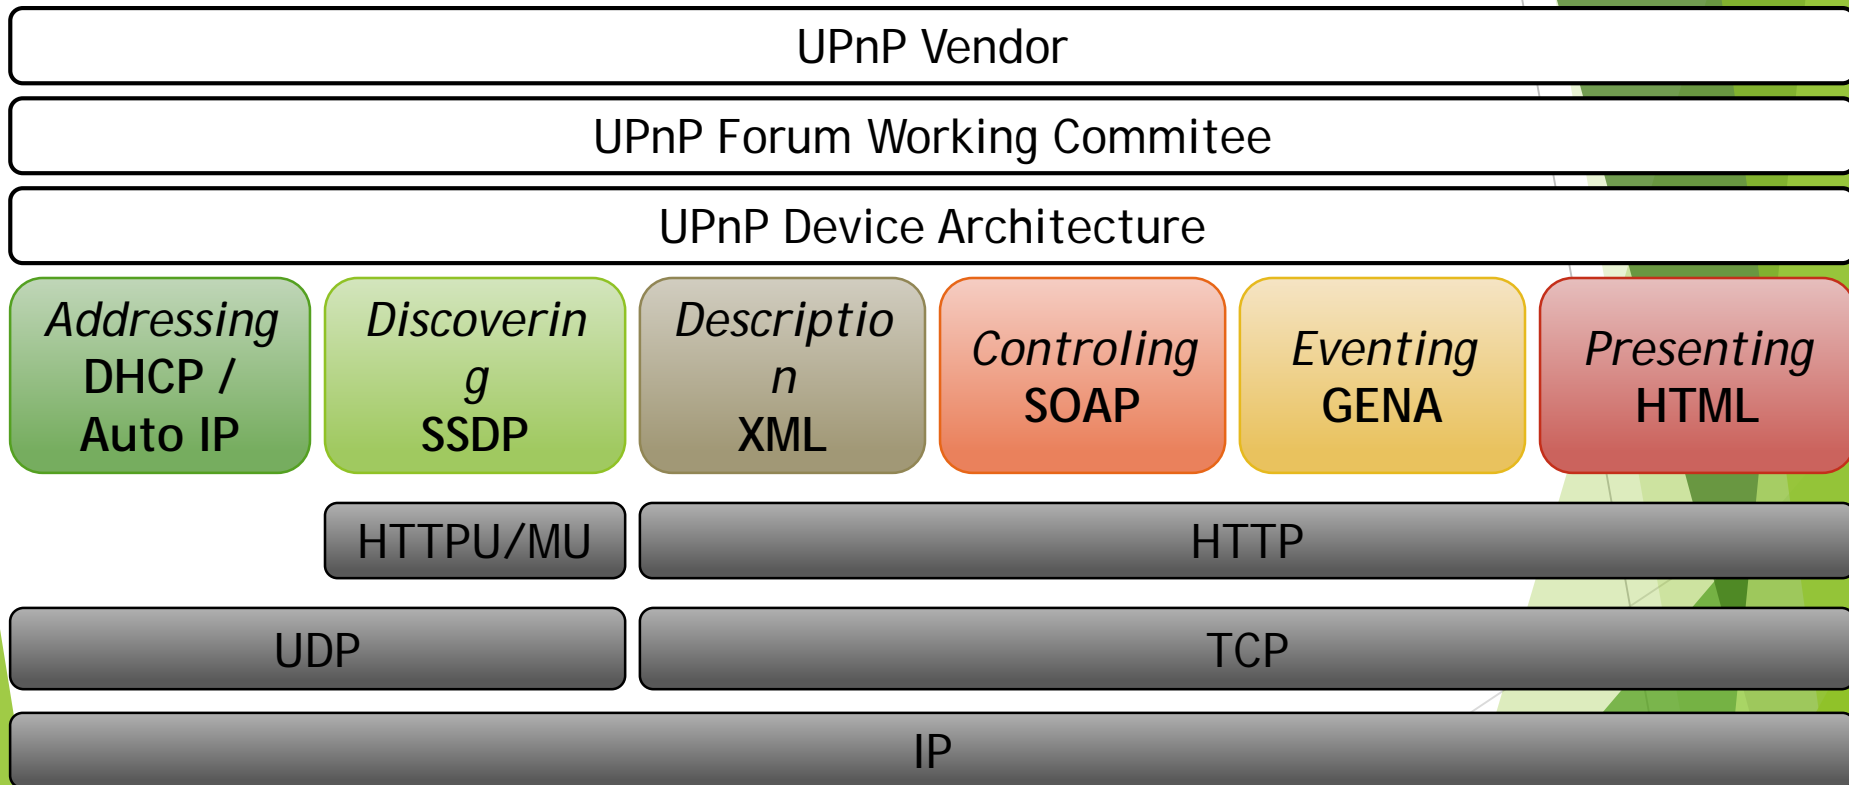 UPnP Vendor
UPnP Forum Working Commitee
UPnP Device Architecture
Addressing
DHCP /
Auto IP
Discoverin
g
SSDP
Descriptio
n
XML
Controling
SOAP
Eventing
GENA
Presenting
HTML
HTTPU/MU
HTTP
UDP
TCP
IP